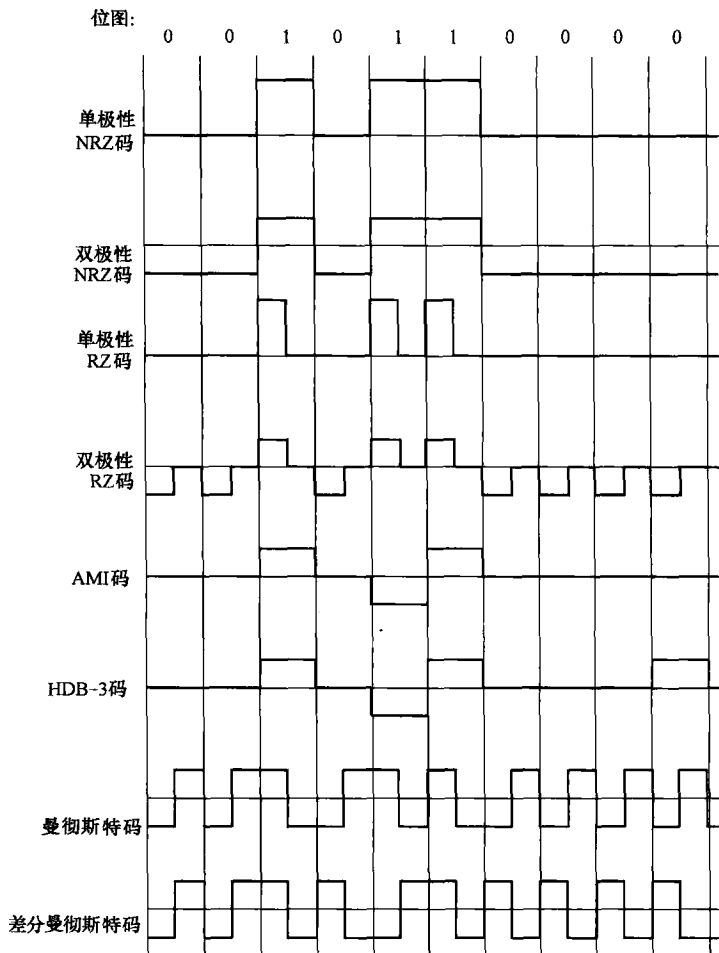 位图:
0 0 1 0 1 1 0 0 0 0
单极性
NRZ码
双极性
NRZ码
单极性
RZ码
双极性
RZ码
AMI码
HDB-3码
曼彻斯特码
差分曼彻斯特码